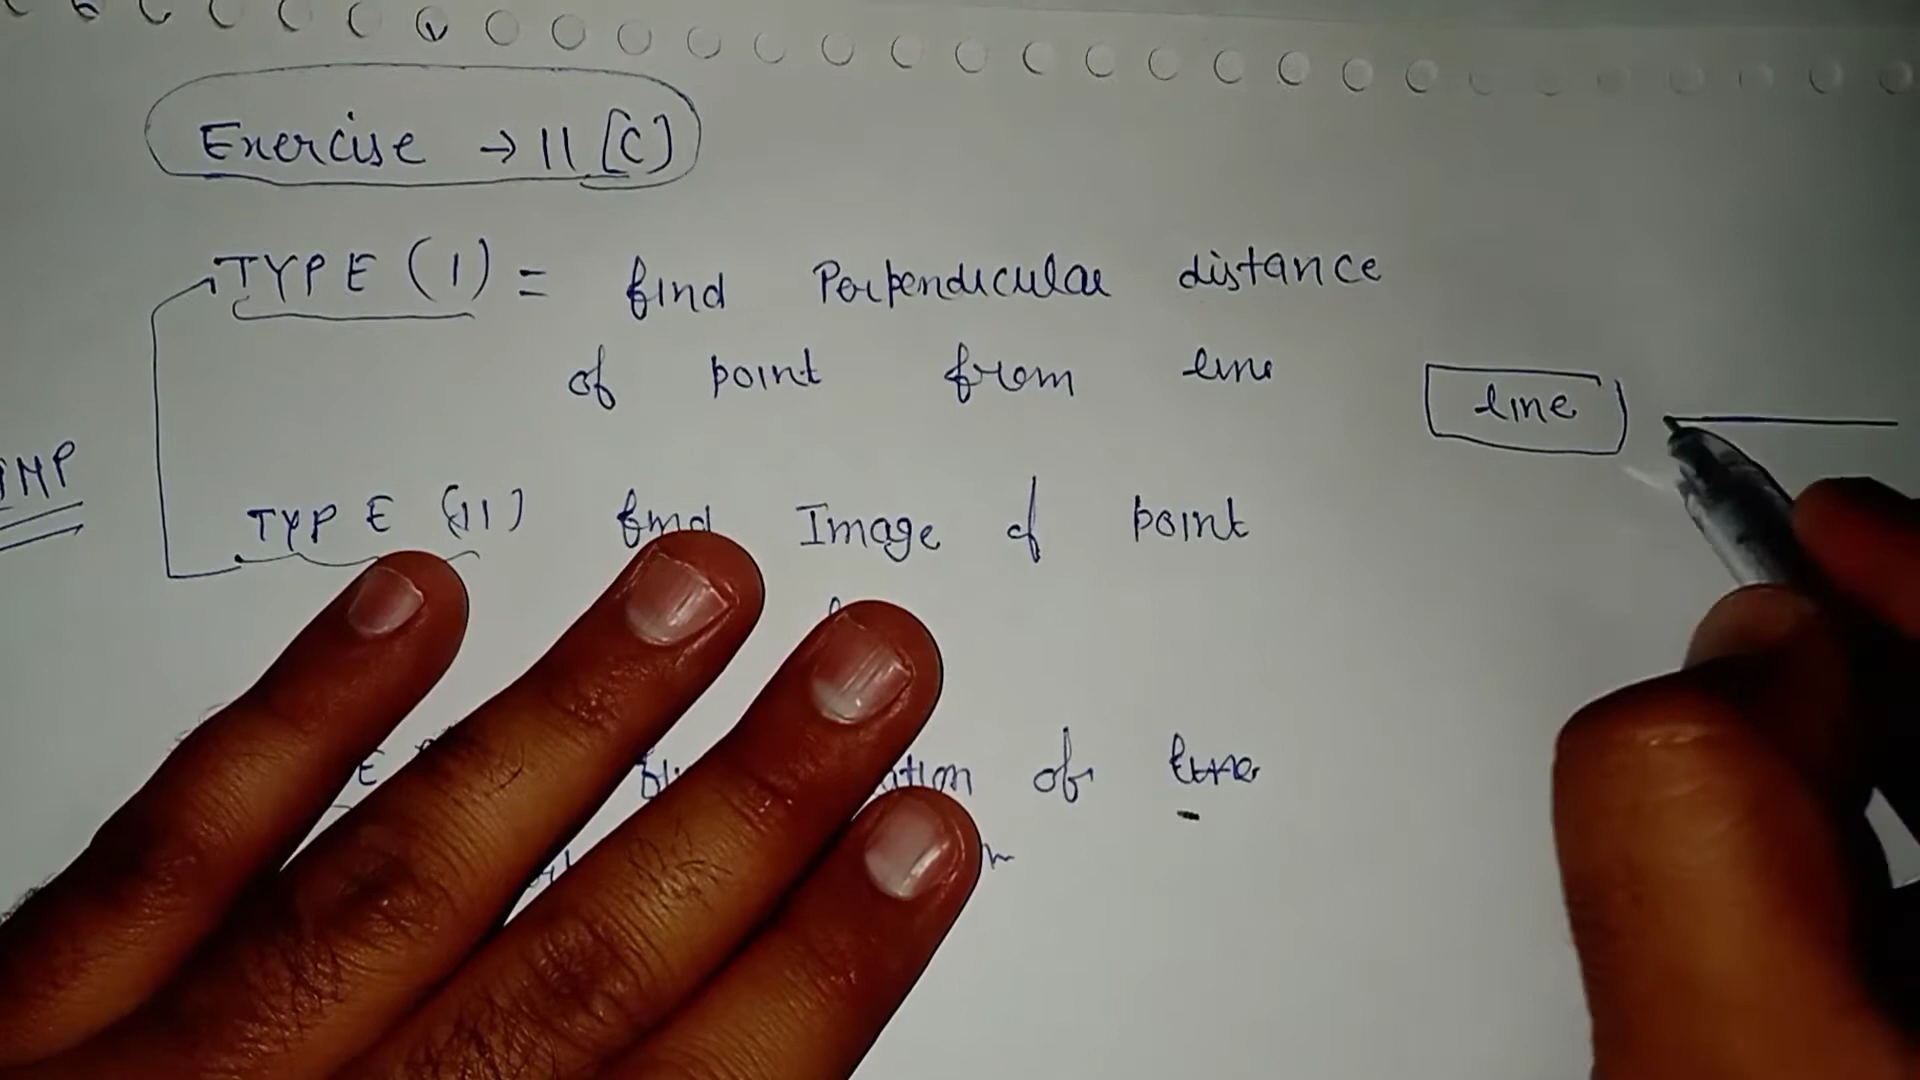 Exercise → 11 [C]
TYPE (1) = find Perpendicular distance
of point from line
line
IMP
TYPE (11) find Image of point
of line